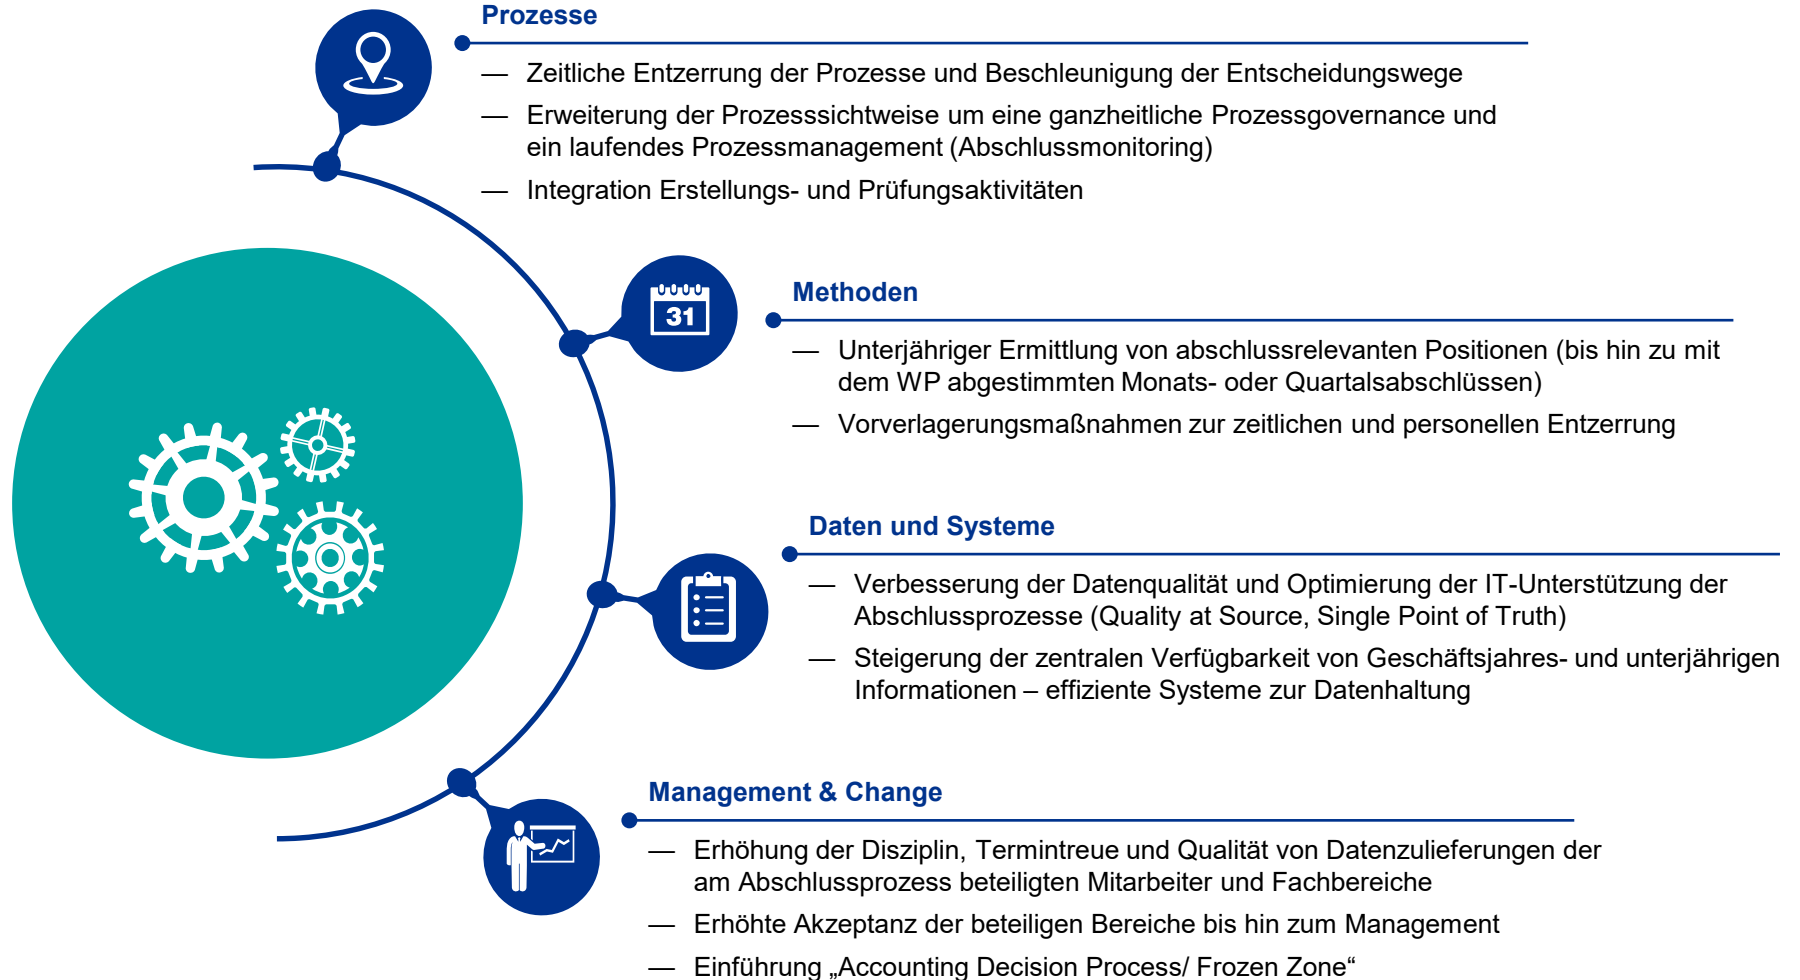 Prozesse
— Zeitliche Entzerrung der Prozesse und Beschleunigung der Entscheidungswege
— Erweiterung der Prozesssichtweise um eine ganzheitliche Prozessgovernance und
ein laufendes Prozessmanagement (Abschlussmonitoring)
— Integration Erstellungs- und Prüfungsaktivitäten
31
Methoden
— Unterjähriger Ermittlung von abschlussrelevanten Positionen (bis hin zu mit
dem WP abgestimmten Monats- oder Quartalsabschlüssen)
— Vorverlagerungsmaßnahmen zur zeitlichen und personellen Entzerrung
Daten und Systeme
— Verbesserung der Datenqualität und Optimierung der IT-Unterstützung der
Abschlussprozesse (Quality at Source, Single Point of Truth)
— Steigerung der zentralen Verfügbarkeit von Geschäftsjahres- und unterjährigen
Informationen – effiziente Systeme zur Datenhaltung
Management & Change
— Erhöhung der Disziplin, Termintreue und Qualität von Datenzulieferungen der
am Abschlussprozess beteiligten Mitarbeiter und Fachbereiche
— Erhöhte Akzeptanz der beteiligen Bereiche bis hin zum Management
— Einführung „Accounting Decision Process/ Frozen Zone“